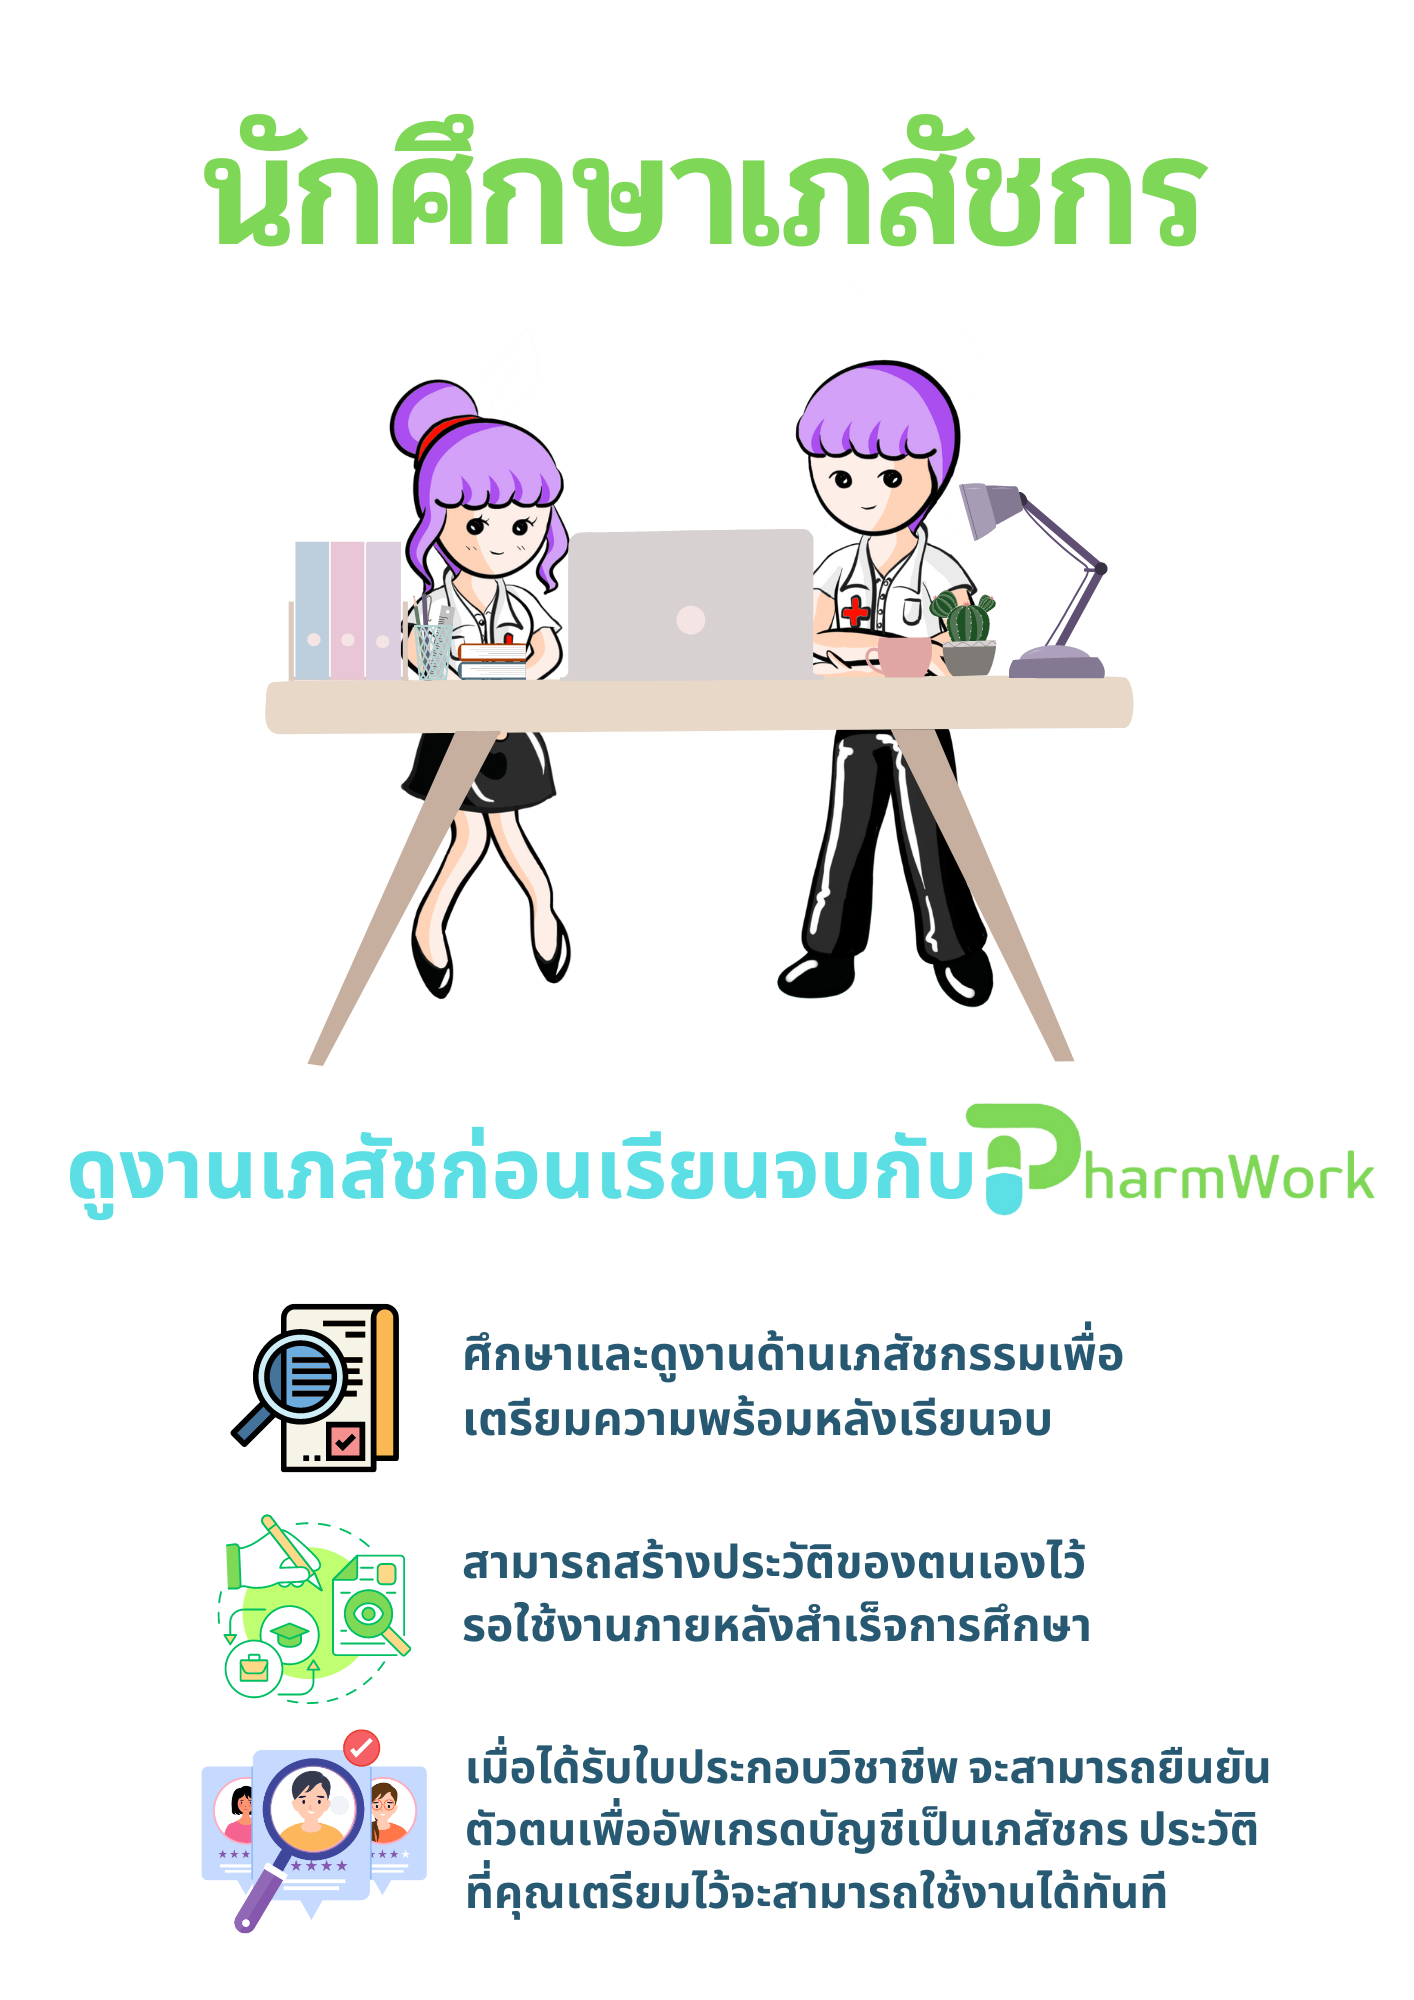 นักศึกษาเภสัชกร
ดูงานเภสัชก่อนเรียนจบกับ PharmWork
ศึกษาและดูงานด้านเภสัชกรรมเพื่อ
เตรียมความพร้อมหลังเรียนจบ
สามารถสร้างประวัติของตนเองไว้
รอใช้งานภายหลังสำเร็จการศึกษา
เมื่อได้รับใบประกอบวิชาชีพ จะสามารถยืนยัน
ตัวตนเพื่ออัพเกรดบัญชีเป็นเภสัชกร ประวัติ
ที่คุณเตรียมไว้จะสามารถใช้งานได้ทันที